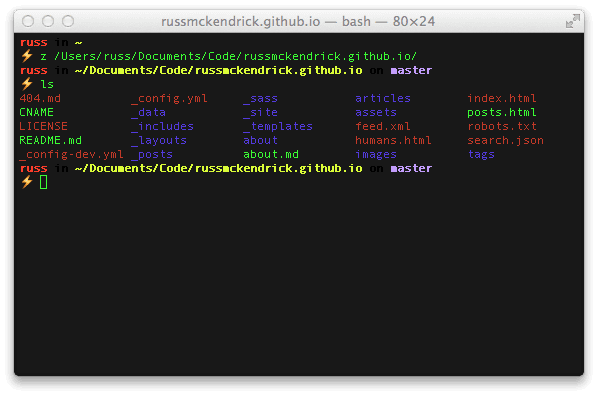 russmckendrick.github.io — bash — 80×24
russ in ~
⚡ z /Users/russ/Documents/Code/russmckendrick.github.io/
russ in ~/Documents/Code/russmckendrick.github.io on master
⚡ ls
404.md _config.yml _sass articles index.html
CNAME _data _site assets posts.html
LICENSE _includes _templates feed.xml robots.txt
README.md _layouts about humans.html search.json
_config-dev.yml _posts about.md images tags
russ in ~/Documents/Code/russmckendrick.github.io on master
⚡